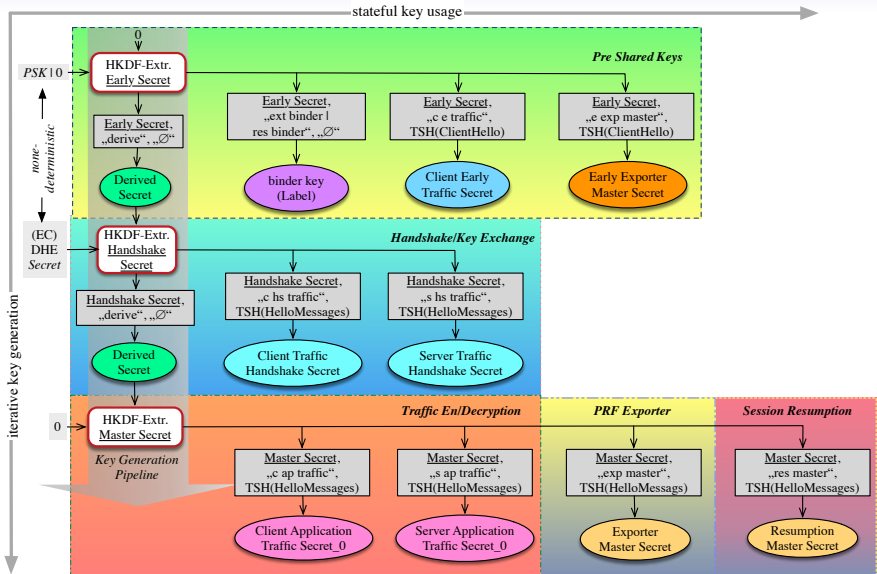 stateful key usage
iterative key generation
0
PSK | 0
HKDF-Extr.
Early Secret
Pre Shared Keys
none-
deterministic
Early Secret,
„derive“, „∅“
Early Secret,
„ext binder |
res binder“, „∅“
Early Secret,
„c e traffic“,
TSH(ClientHello)
Early Secret,
„e exp master“,
TSH(ClientHello)
Derived
Secret
binder key
(Label)
Client Early
Traffic Secret
Early Exporter
Master Secret
(EC)
DHE
Secret
HKDF-Extr.
Handshake
Secret
Handshake/Key Exchange
Handshake Secret,
„derive“, „∅“
Handshake Secret,
„c hs traffic“,
TSH(HelloMessages)
Handshake Secret,
„s hs traffic“,
TSH(HelloMessages)
Derived
Secret
Client Traffic
Handshake Secret
Server Traffic
Handshake Secret
0
HKDF-Extr.
Master Secret
Traffic En/Decryption
PRF Exporter
Session Resumption
Key Generation
Pipeline
Master Secret
„c ap traffic“,
TSH(HelloMessages)
Master Secret
„s ap traffic“,
TSH(HelloMessages)
Master Secret
„exp master“,
TSH(HelloMessags)
Master Secret
„res master“,
TSH(HelloMessages)
Client Application
Traffic Secret_0
Server Application
Traffic Secret_0
Exporter
Master Secret
Resumption
Master Secret